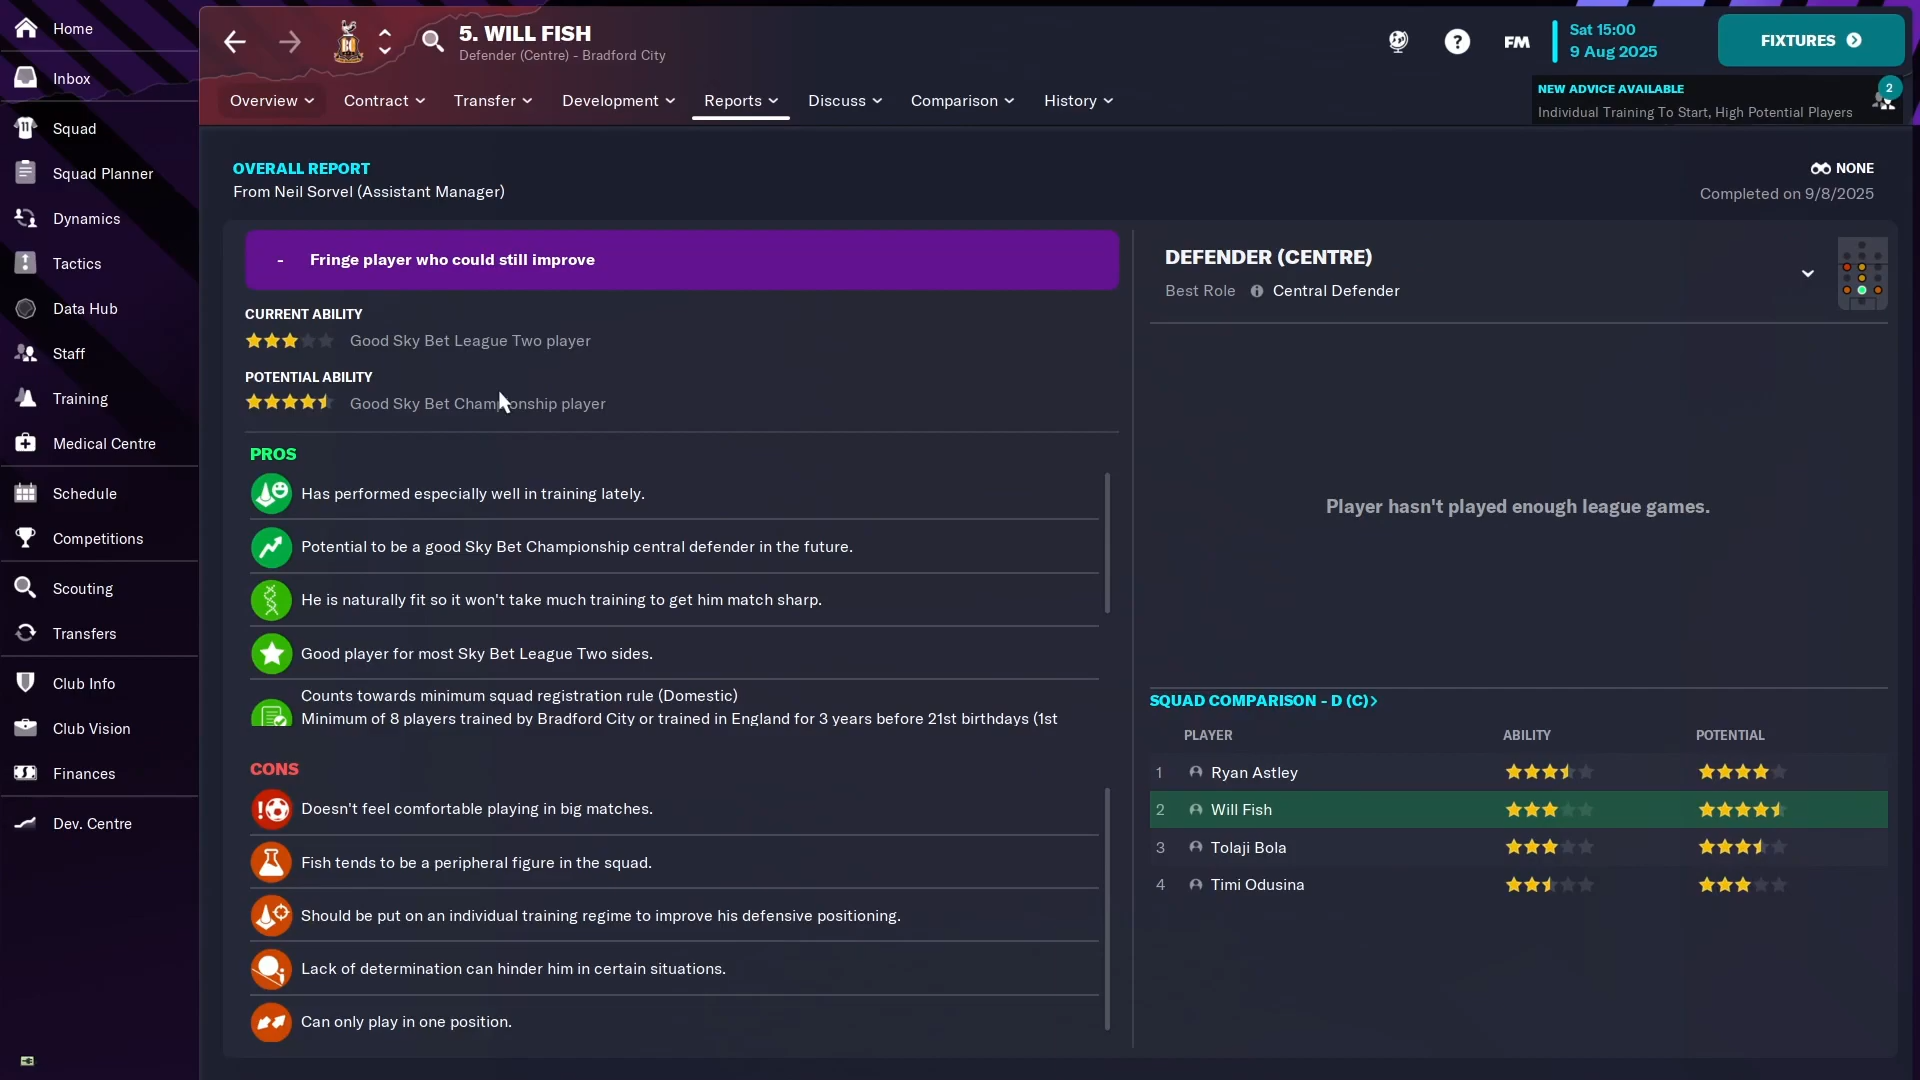 Home
Inbox
Squad
Squad Planner
Dynamics
Tactics
Data Hub
Staff
Training
Medical Centre
Schedule
Competitions
Scouting
Transfers
Club Info
Club Vision
Finances
Dev. Centre
5. WILL FISH
Defender (Centre) - Bradford City
?
FM
Sat 15:00
9 Aug 2025
FIXTURES
Overview
Contract
Transfer
Development
Reports
Discuss
Comparison
History
NEW ADVICE AVAILABLE
2
Individual Training To Start, High Potential Players
OVERALL REPORT
From Neil Sorvel (Assistant Manager)
NONE
Completed on 9/8/2025
- Fringe player who could still improve
CURRENT ABILITY
Good Sky Bet League Two player
POTENTIAL ABILITY
Good Sky Bet Championship player
PROS
Has performed especially well in training lately.
Potential to be a good Sky Bet Championship central defender in the future.
He is naturally fit so it won't take much training to get him match sharp.
Good player for most Sky Bet League Two sides.
Counts towards minimum squad registration rule (Domestic)
Minimum of 8 players trained by Bradford City or trained in England for 3 years before 21st birthdays (1st
CONS
Doesn't feel comfortable playing in big matches.
Fish tends to be a peripheral figure in the squad.
Should be put on an individual training regime to improve his defensive positioning.
Lack of determination can hinder him in certain situations.
Can only play in one position.
DEFENDER (CENTRE)
Best Role Central Defender
Player hasn't played enough league games.
SQUAD COMPARISON - D (C)>
PLAYER ABILITY POTENTIAL
1 Ryan Astley
2 Will Fish
3 Tolaji Bola
4 Timi Odusina